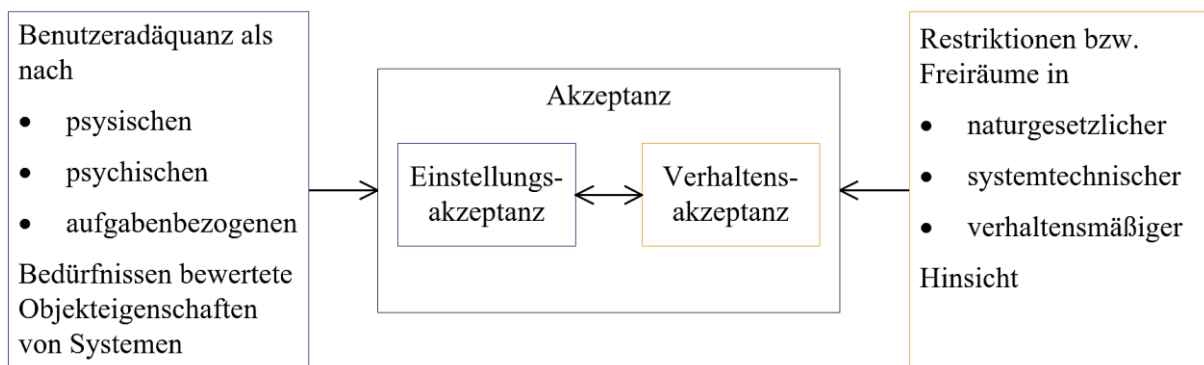 Benutzeradäquanz als
nach
• psysischen
• psychischen
• aufgabenbezogenen
Bedürfnissen bewertete
Objekteigenschaften
von Systemen
Akzeptanz
Einstellungs-
akzeptanz
Verhaltens-
akzeptanz
Restriktionen bzw.
Freiräume in
• naturgesetzlicher
• systemtechnischer
• verhaltensmäßiger
Hinsicht